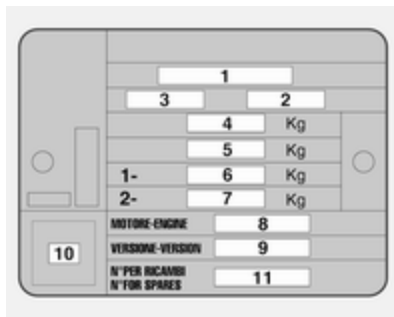 1
3 2
4 Kg
5 Kg
1- 6 Kg
2- 7 Kg
MOTORE-ENGINE 8
VERSIONE-VERSION 9
10
N°PER RICAMBI
N°FOR SPARES 11